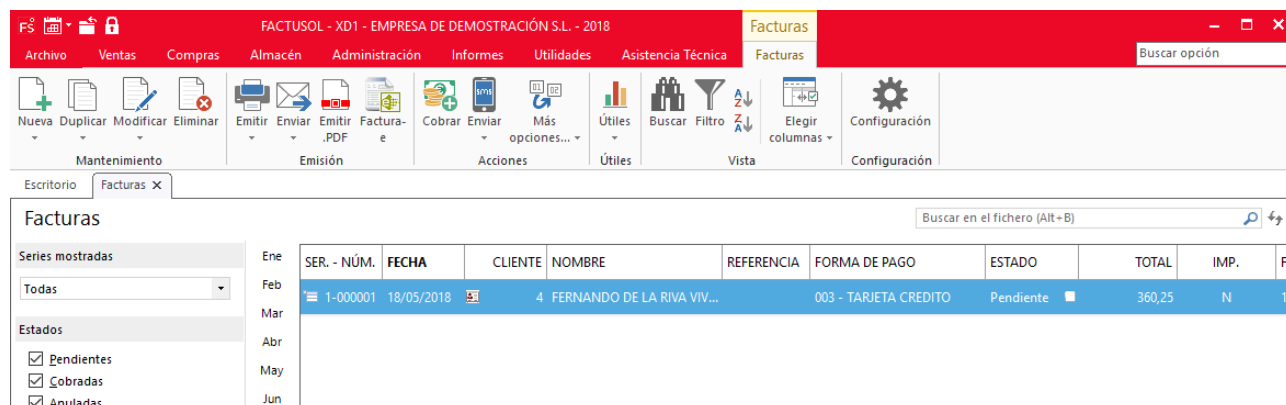 FS FACTUSOL - XD1 - EMPRESA DE DEMOSTRACIÓN S.L. - 2018 Facturas
Archivo Ventas Compras Almacén Administración Informes Utilidades Asistencia Técnica Facturas Buscar opción
Nueva Duplicar Modificar Eliminar Emitir Enviar Emitir .PDF Factura-e Cobrar Enviar Más opciones... Útiles Buscar Filtro Elegir columnas Configuración
Mantenimiento Emisión Acciones Útiles Vista Configuración
Escritorio Facturas
Facturas Buscar en el fichero (Alt+B)
Series mostradas
Todas
Estados
Pendientes
Cobradas
Anuladas
Ene
Feb
Mar
Abr
May
Jun
SER. - NÚM. FECHA CLIENTE NOMBRE REFERENCIA FORMA DE PAGO ESTADO TOTAL IMP. F
1-000001 18/05/2018 4 FERNANDO DE LA RIVA VIV... 003 - TARJETA CREDITO Pendiente 360,25 N 1